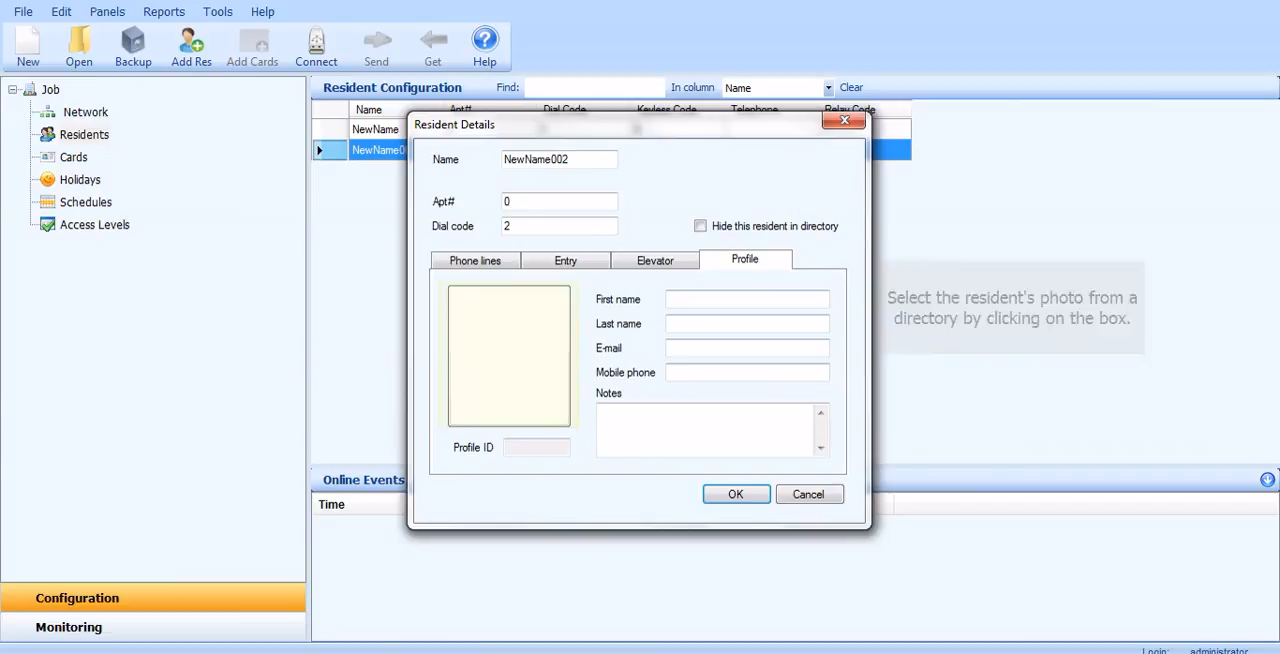 File Edit Panels Reports Tools Help
New Open Backup Add Res Add Cards Connect Send Get Help
Job
Network
Residents
Cards
Holidays
Schedules
Access Levels
Configuration
Monitoring
Resident Configuration Find: In column Name Clear
Name Apt# Dial Code Keyless Code Telephone Relay Code
NewName
NewName0
Resident Details
Name NewName002
Apt# 0
Dial code 2 Hide this resident in directory
Phone lines Entry Elevator Profile
First name
Last name
E-mail
Mobile phone
Notes
Profile ID
OK Cancel
Select the resident's photo from a
directory by clicking on the box.
Online Events
Time
Login: administrator